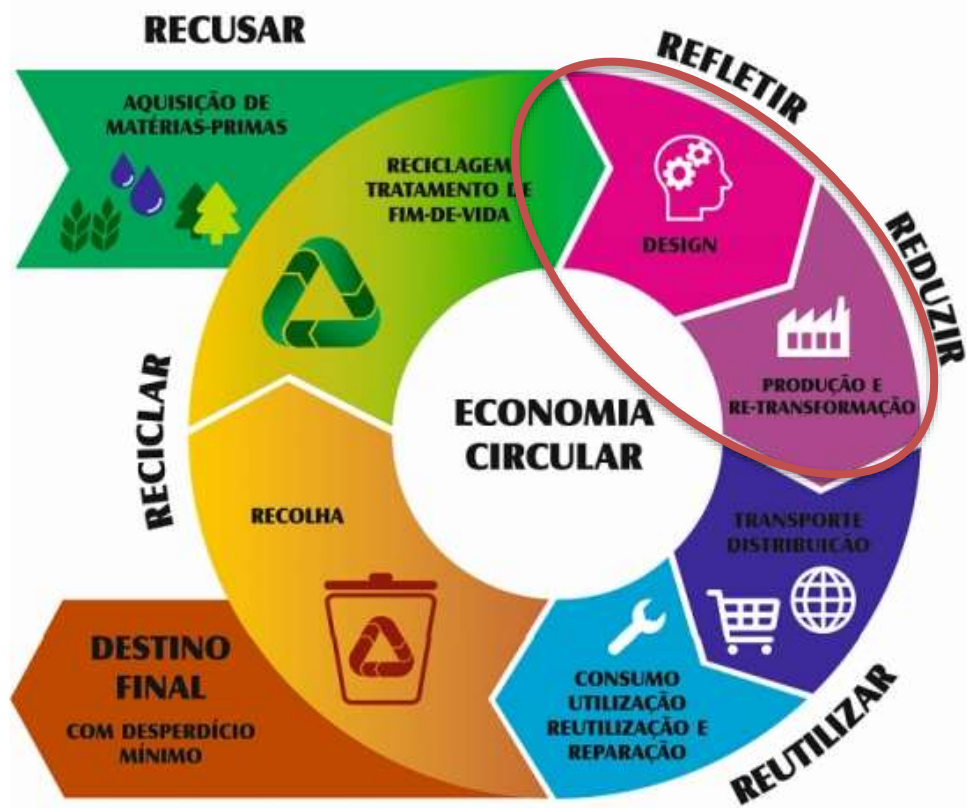 RECUSAR
REFLETIR
AQUISIÇÃO DE
MATÉRIAS-PRIMAS
RECICLAGEM
TRATAMENTO DE
FIM-DE-VIDA
DESIGN
REDUZIR
PRODUÇÃO E
RE-TRANSFORMAÇÃO
ECONOMIA
CIRCULAR
RECICLAR
RECOLHA
TRANSPORTE
DISTRIBUIÇÃO
DESTINO
FINAL
COM DESPERDÍCIO
MÍNIMO
CONSUMO
UTILIZAÇÃO
REUTILIZAÇÃO E
REPARAÇÃO
REUTILIZAR